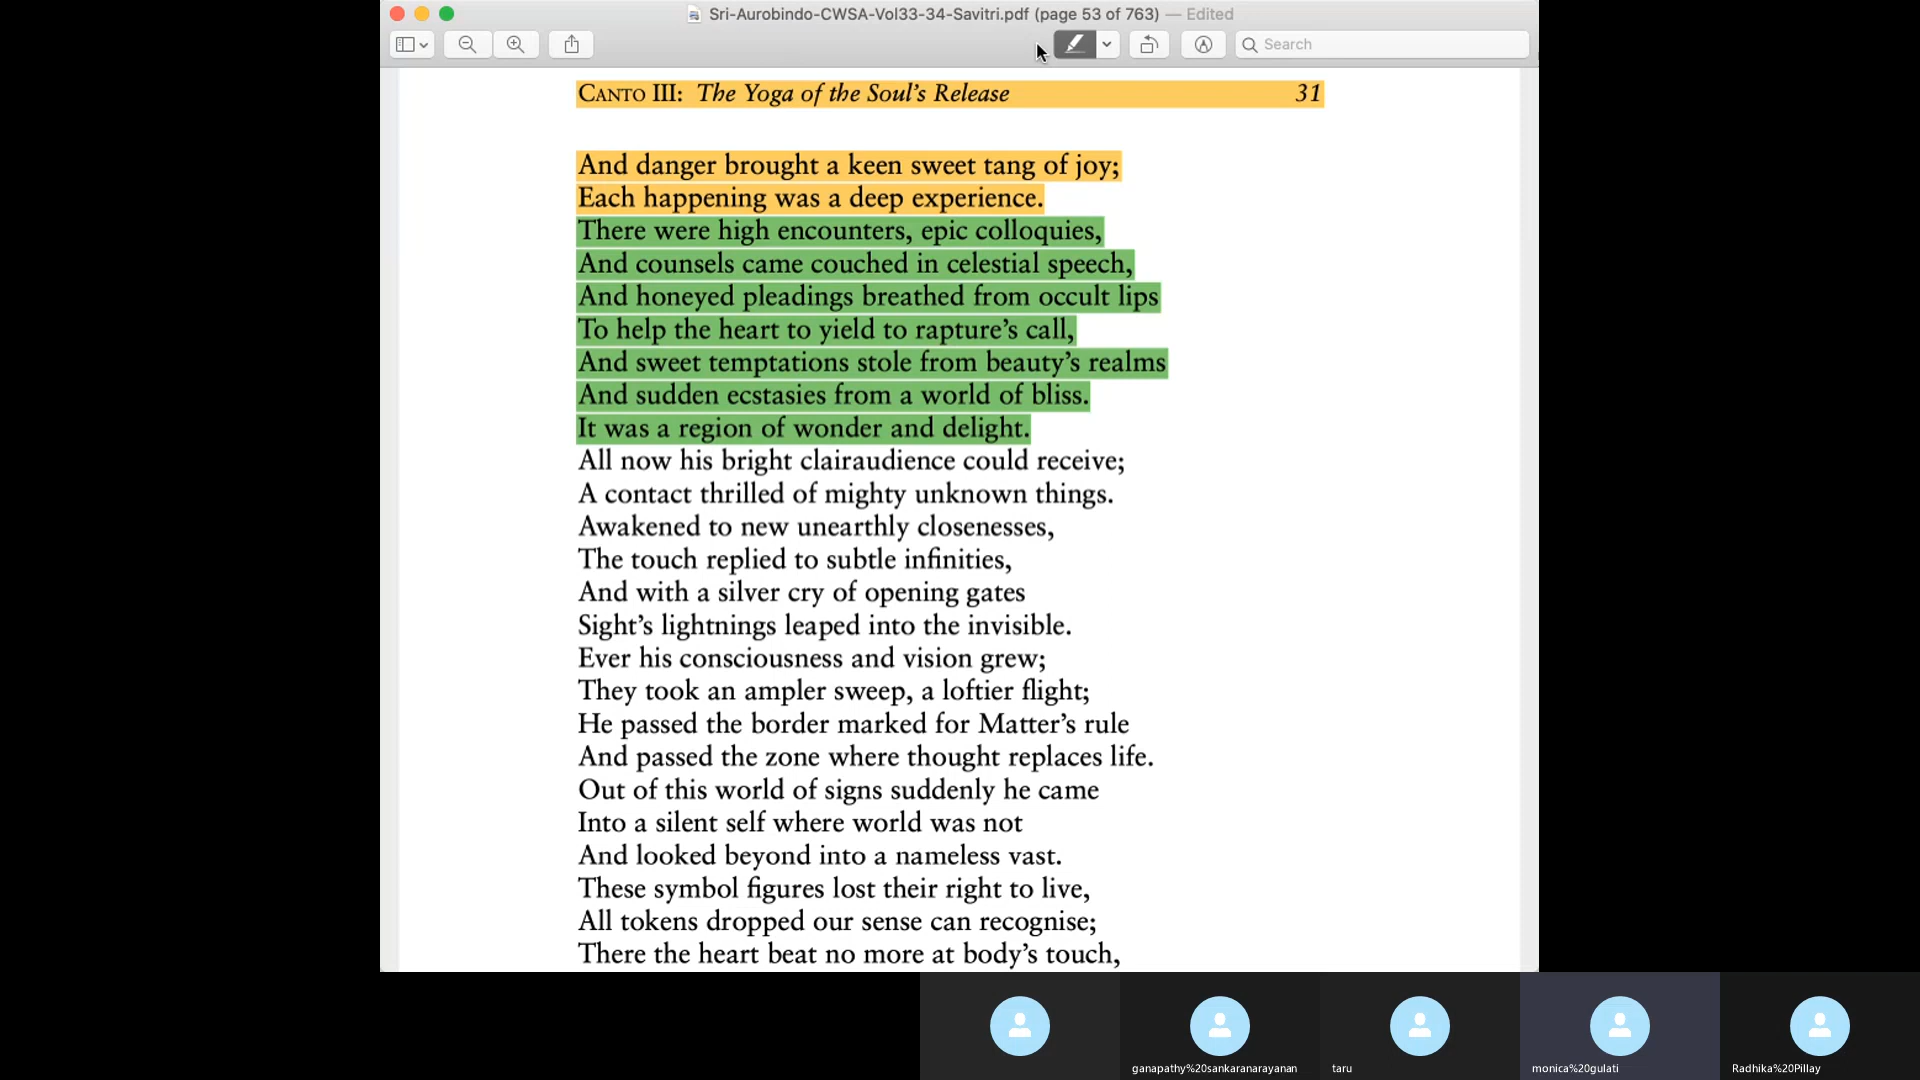 Sri-Aurobindo-CWSA-Vol33-34-Savitri.pdf (page 53 of 763) — Edited
Search
CANTO III: The Yoga of the Soul's Release 31
And danger brought a keen sweet tang of joy;
Each happening was a deep experience.
There were high encounters, epic colloquies,
And counsels came couched in celestial speech,
And honeyed pleadings breathed from occult lips
To help the heart to yield to rapture's call,
And sweet temptations stole from beauty's realms
And sudden ecstasies from a world of bliss.
It was a region of wonder and delight.
All now his bright clairaudience could receive;
A contact thrilled of mighty unknown things.
Awakened to new unearthly closenesses,
The touch replied to subtle infinities,
And with a silver cry of opening gates
Sight's lightnings leaped into the invisible.
Ever his consciousness and vision grew;
They took an ampler sweep, a loftier flight;
He passed the border marked for Matter's rule
And passed the zone where thought replaces life.
Out of this world of signs suddenly he came
Into a silent self where world was not
And looked beyond into a nameless vast.
These symbol figures lost their right to live,
All tokens dropped our sense can recognise;
There the heart beat no more at body's touch,
ganapathy%20sankaranarayanan
taru
monica%20gulati
Radhika%20Pillay